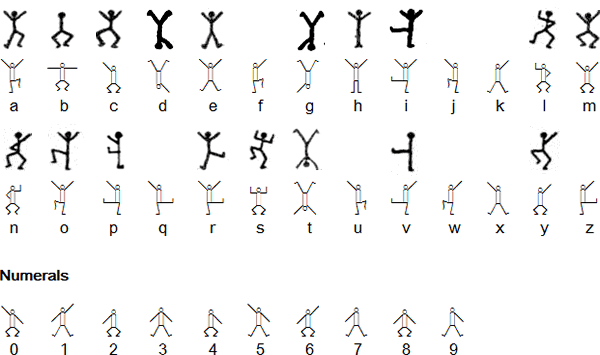 a b c d e f g h i j k l m
n o p q r s t u v w x y z
Numerals
0 1 2 3 4 5 6 7 8 9